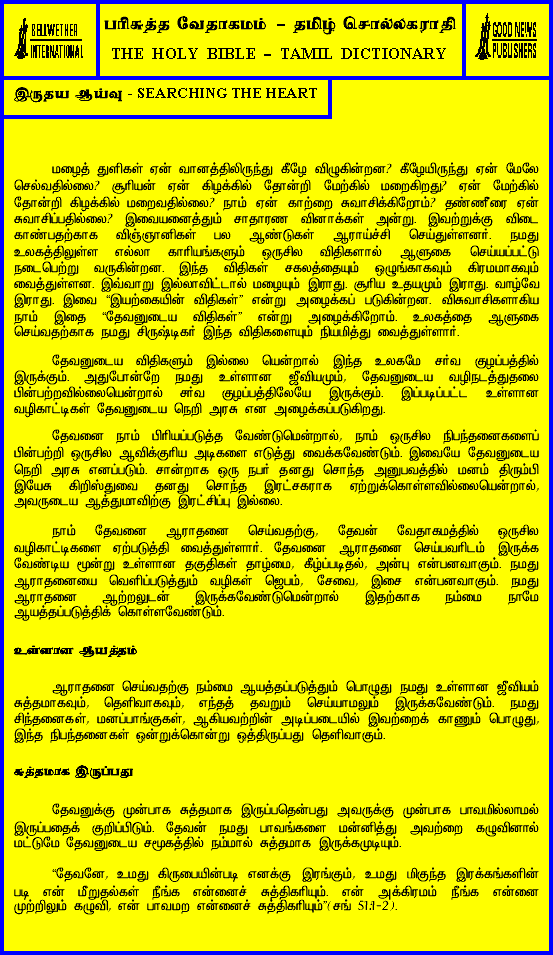 BELLWETHER
INTERNATIONAL
பரிசுத்த வேதாகமம் – தமிழ் சொல்லகராதி
THE HOLY BIBLE – TAMIL DICTIONARY
GOOD NEWS
PUBLISHERS
இருதய ஆய்வு - SEARCHING THE HEART
மழைத் துளிகள் ஏன் வானத்திலிருந்து கீழே விழுகின்றன? கீழேயிருந்து ஏன் மேலே
செல்வதில்லை? சூரியன் ஏன் கிழக்கில் தோன்றி மேற்கில் மறைகிறது? ஏன் மேற்கில்
தோன்றி கிழக்கில் மறைவதில்லை? நாம் ஏன் காற்றை சுவாசிக்கிறோம்? தண்ணீரை ஏன்
சுவாசிப்பதில்லை? இவையனைத்தும் சாதாரண வினாக்கள் அன்று. இவற்றுக்கு விடை
காண்பதற்காக விஞ்ஞானிகள் பல ஆண்டுகள் ஆராய்ச்சி செய்துள்ளனர். நமது
உலகத்திலுள்ள எல்லா காரியங்களும் ஒருசில விதிகளால் ஆளுகை செய்யப்பட்டு
நடைபெற்று வருகின்றன. இந்த விதிகள் சகலத்தையும் ஒழுங்காகவும் கிரமமாகவும்
வைத்துள்ளன. இவ்வாறு இல்லாவிட்டால் மழையும் இராது. சூரிய உதயமும் இராது. வாழ்வே
இராது. இவை “இயற்கையின் விதிகள்” என்று அழைக்கப் படுகின்றன. விசுவாசிகளாகிய
நாம் இதை “தேவனுடைய விதிகள்” என்று அழைக்கிறோம். உலகத்தை ஆளுகை
செய்வதற்காக நமது சிருஷ்டிகர் இந்த விதிகளையும் நியமித்து வைத்துள்ளார்.
தேவனுடைய விதிகளும் இல்லை யென்றால் இந்த உலகமே சர்வ குழப்பத்தில்
இருக்கும். அதுபோன்றே நமது உள்ளான ஜீவியமும், தேவனுடைய வழிநடத்துதலை
பின்பற்றவில்லையென்றால் சர்வ குழப்பத்திலேயே இருக்கும். இப்படிப்பட்ட உள்ளான
வழிகாட்டிகள் தேவனுடைய நெறி அரசு என அழைக்கப்படுகிறது.
தேவனை நாம் பிரியப்படுத்த வேண்டுமென்றால், நாம் ஒருசில நிபந்தனைகளைப்
பின்பற்றி ஒருசில ஆவிக்குரிய அடிகளை எடுத்து வைக்கவேண்டும். இவையே தேவனுடைய
நெறி அரசு எனப்படும். சான்றாக ஒரு நபர் தனது சொந்த அனுபவத்தில் மனம் திரும்பி
இயேசு கிறிஸ்துவை தனது சொந்த இரட்சகராக ஏற்றுக்கொள்ளவில்லையென்றால்,
அவருடைய ஆத்துமாவிற்கு இரட்சிப்பு இல்லை.
நாம் தேவனை ஆராதனை செய்வதற்கு, தேவன் வேதாகமத்தில் ஒருசில
வழிகாட்டிகளை ஏற்படுத்தி வைத்துள்ளார். தேவனை ஆராதனை செய்பவரிடம் இருக்க
வேண்டிய மூன்று உள்ளான தகுதிகள் தாழ்மை, கீழ்ப்படிதல், அன்பு என்பனவாகும். நமது
ஆராதனையை வெளிப்படுத்தும் வழிகள் ஜெபம், சேவை, இசை என்பனவாகும். நமது
ஆராதனை ஆற்றலுடன் இருக்கவேண்டுமென்றால் இதற்காக நம்மை நாமே
ஆயத்தப்படுத்திக் கொள்ளவேண்டும்.
உள்ளான ஆயத்தம்
ஆராதனை செய்வதற்கு நம்மை ஆயத்தப்படுத்தும் பொழுது நமது உள்ளான ஜீவியம்
சுத்தமாகவும், தெளிவாகவும், எந்தத் தவறும் செய்யாமலும் இருக்கவேண்டும். நமது
சிந்தனைகள், மனப்பாங்குகள், ஆகியவற்றின் அடிப்படையில் இவற்றைக் காணும் பொழுது,
இந்த நிபந்தனைகள் ஒன்றுக்கொன்று ஒத்திருப்பது தெளிவாகும்.
சுத்தமாக இருப்பது
தேவனுக்கு முன்பாக சுத்தமாக இருப்பதென்பது அவருக்கு முன்பாக பாவமில்லாமல்
இருப்பதைக் குறிப்பிடும். தேவன் நமது பாவங்களை மன்னித்து அவற்றை கழுவினால்
மட்டுமே தேவனுடைய சமூகத்தில் நம்மால் சுத்தமாக இருக்கமுடியும்.
“தேவனே, உமது கிருபையின்படி எனக்கு இரங்கும், உமது மிகுந்த இரக்கங்களின்
படி என் மீறுதல்கள் நீங்க என்னைச் சுத்திகரியும். என் அக்கிரமம் நீங்க என்னை
முற்றிலும் கழுவி, என் பாவமற என்னைச் சுத்திகரியும்”(சங் 51:1-2).